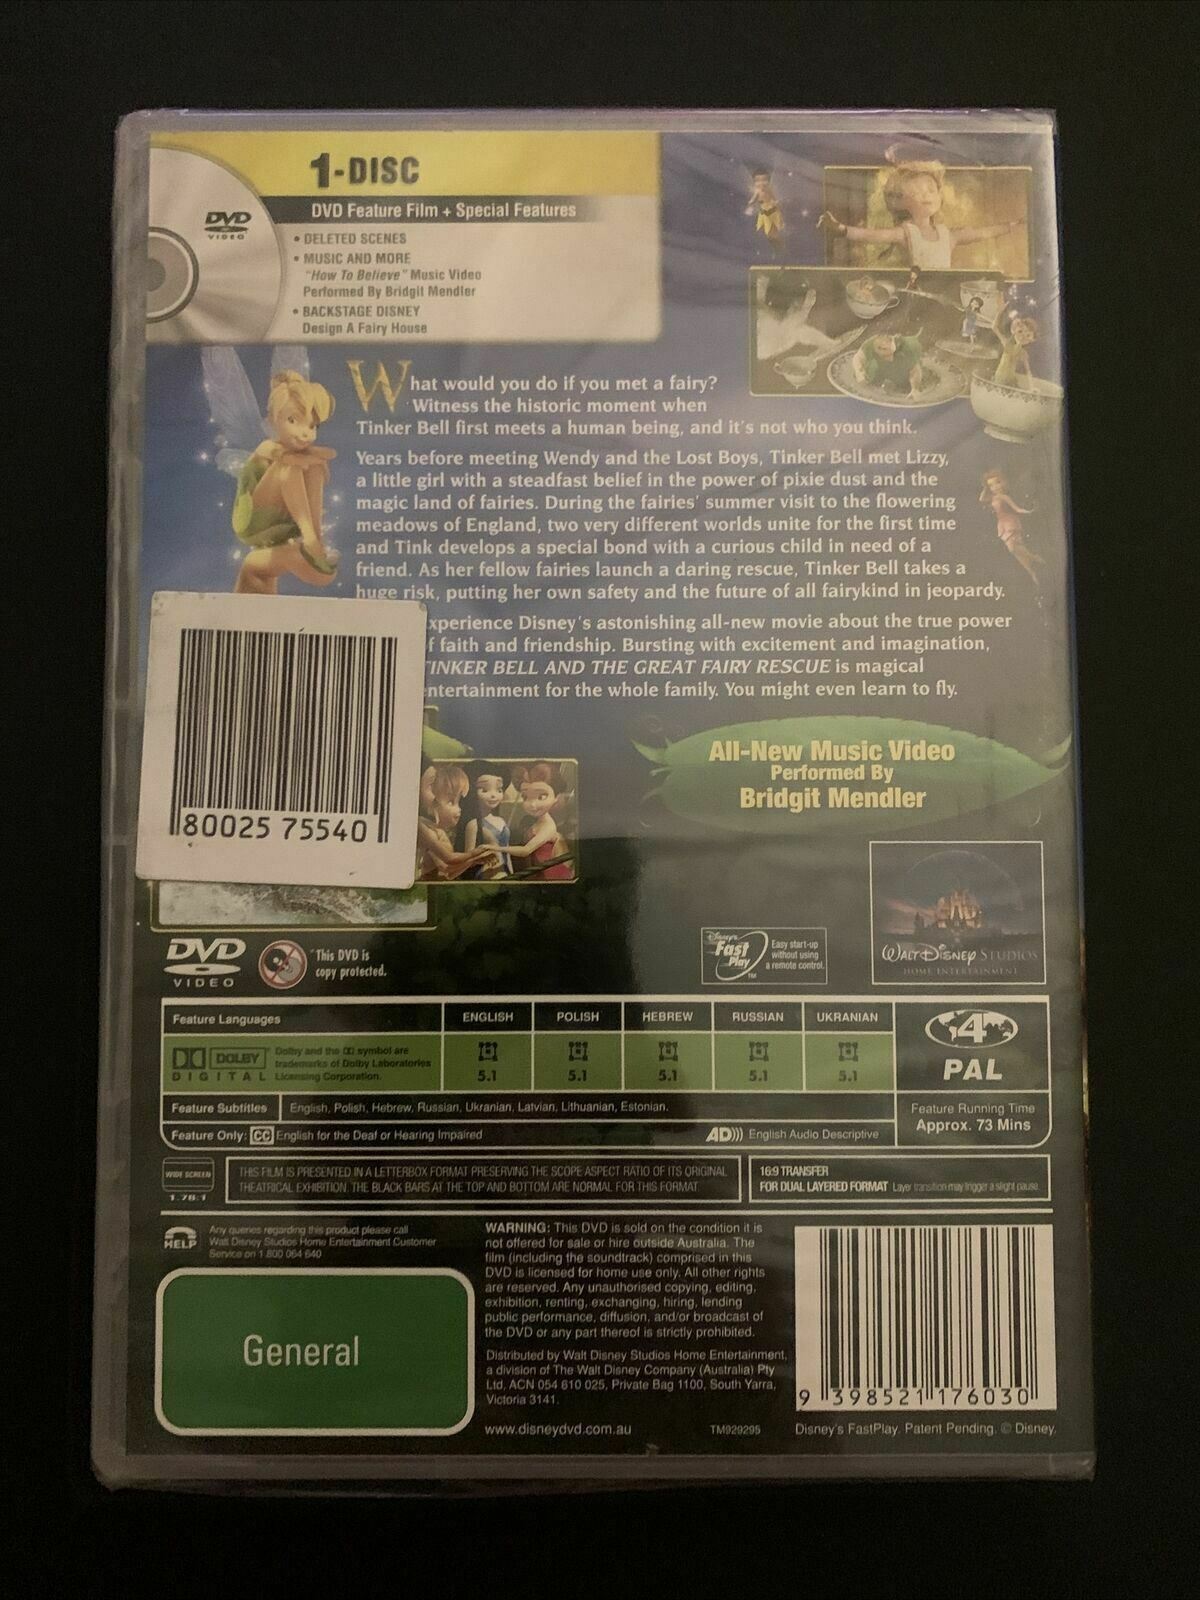 1-DISC
DVD VIDEO
DVD Feature Film + Special Features
• DELETED SCENES
• MUSIC AND MORE
"How To Believe" Music Video
Performed By Bridgit Mendler
• BACKSTAGE DISNEY
Design A Fairy House
What would you do if you met a fairy?
Witness the historic moment when
Tinker Bell first meets a human being, and it's not who you think.
Years before meeting Wendy and the Lost Boys, Tinker Bell met Lizzy,
a little girl with a steadfast belief in the power of pixie dust and the
magic land of fairies. During the fairies' summer visit to the flowering
meadows of England, two very different worlds unite for the first time
and Tink develops a special bond with a curious child in need of a
friend. As her fellow fairies launch a daring rescue, Tinker Bell takes a
huge risk, putting her own safety and the future of all fairykind in jeopardy.
xperience Disney's astonishing all-new movie about the true power
f faith and friendship. Bursting with excitement and imagination,
INKER BELL AND THE GREAT FAIRY RESCUE is magical
ntertainment for the whole family. You might even learn to fly.
80025 75540
All-New Music Video
Performed By
Bridgit Mendler
DVD VIDEO
This DVD is
copy protected.
Disney's Fast Play TM
Easy start-up
without using
a remote control.
WALT DISNEY STUDIOS
HOME ENTERTAINMENT
Feature Languages ENGLISH POLISH HEBREW RUSSIAN UKRANIAN
DOLBY DIGITAL
Dolby and the DD symbol are
trademarks of Dolby Laboratories
Licensing Corporation.
5.1 5.1 5.1 5.1 5.1
4
PAL
Feature Subtitles English, Polish, Hebrew, Russian, Ukranian, Latvian, Lithuanian, Estonian.
Feature Only: CC English for the Deaf or Hearing Impaired AD))) English Audio Descriptive
Feature Running Time
Approx. 73 Mins
WIDE SCREEN
1.78:1
THIS FILM IS PRESENTED IN A LETTERBOX FORMAT PRESERVING THE SCOPE ASPECT RATIO OF ITS ORIGINAL
THEATRICAL EXHIBITION. THE BLACK BARS AT THE TOP AND BOTTOM ARE NORMAL FOR THIS FORMAT
16:9 TRANSFER
FOR DUAL LAYERED FORMAT Layer transition may trigger a slight pause.
HELP
Any queries regarding this product please call
Walt Disney Studios Home Entertainment Customer
Service on 1 800 064 640
General
WARNING: This DVD is sold on the condition it is
not offered for sale or hire outside Australia. The
film (including the soundtrack) comprised in this
DVD is licensed for home use only. All other rights
are reserved. Any unauthorised copying, editing,
exhibition, renting, exchanging, hiring, lending
public performance, diffusion, and/or broadcast of
the DVD or any part thereof is strictly prohibited.
Distributed by Walt Disney Studios Home Entertainment,
a division of The Walt Disney Company (Australia) Pty
Ltd, ACN 054 610 025, Private Bag 1100, South Yarra,
Victoria 3141.
www.disneydvd.com.au
TM929295
9 398521 176030
Disney's FastPlay. Patent Pending. © Disney.